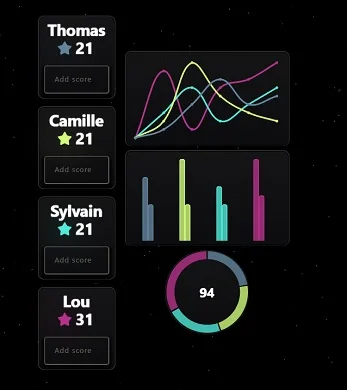 Thomas
21
Add score
Camille
21
Add score
Sylvain
21
Add score
Lou
31
Add score
94